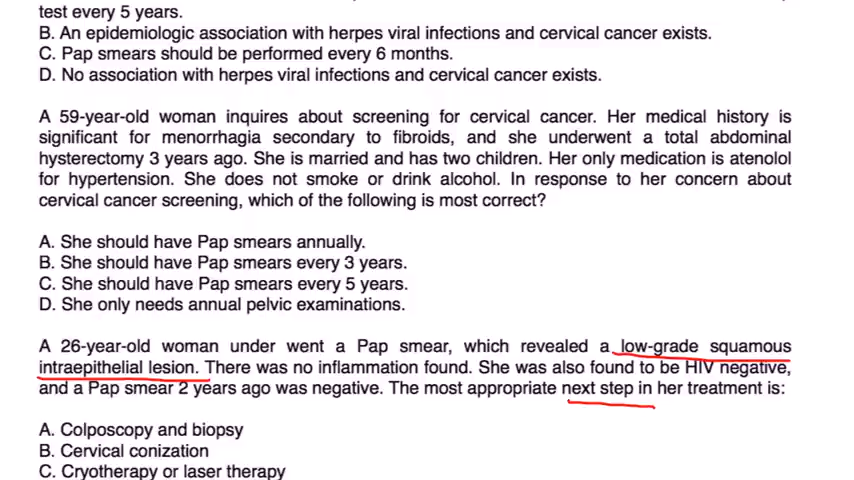 test every 5 years.
B. An epidemiologic association with herpes viral infections and cervical cancer exists.
C. Pap smears should be performed every 6 months.
D. No association with herpes viral infections and cervical cancer exists.
A 59-year-old woman inquires about screening for cervical cancer. Her medical history is
significant for menorrhagia secondary to fibroids, and she underwent a total abdominal
hysterectomy 3 years ago. She is married and has two children. Her only medication is atenolol
for hypertension. She does not smoke or drink alcohol. In response to her concern about
cervical cancer screening, which of the following is most correct?
A. She should have Pap smears annually.
B. She should have Pap smears every 3 years.
C. She should have Pap smears every 5 years.
D. She only needs annual pelvic examinations.
A 26-year-old woman under went a Pap smear, which revealed a low-grade squamous
intraepithelial lesion. There was no inflammation found. She was also found to be HIV negative,
and a Pap smear 2 years ago was negative. The most appropriate next step in her treatment is:
A. Colposcopy and biopsy
B. Cervical conization
C. Cryotherapy or laser therapy